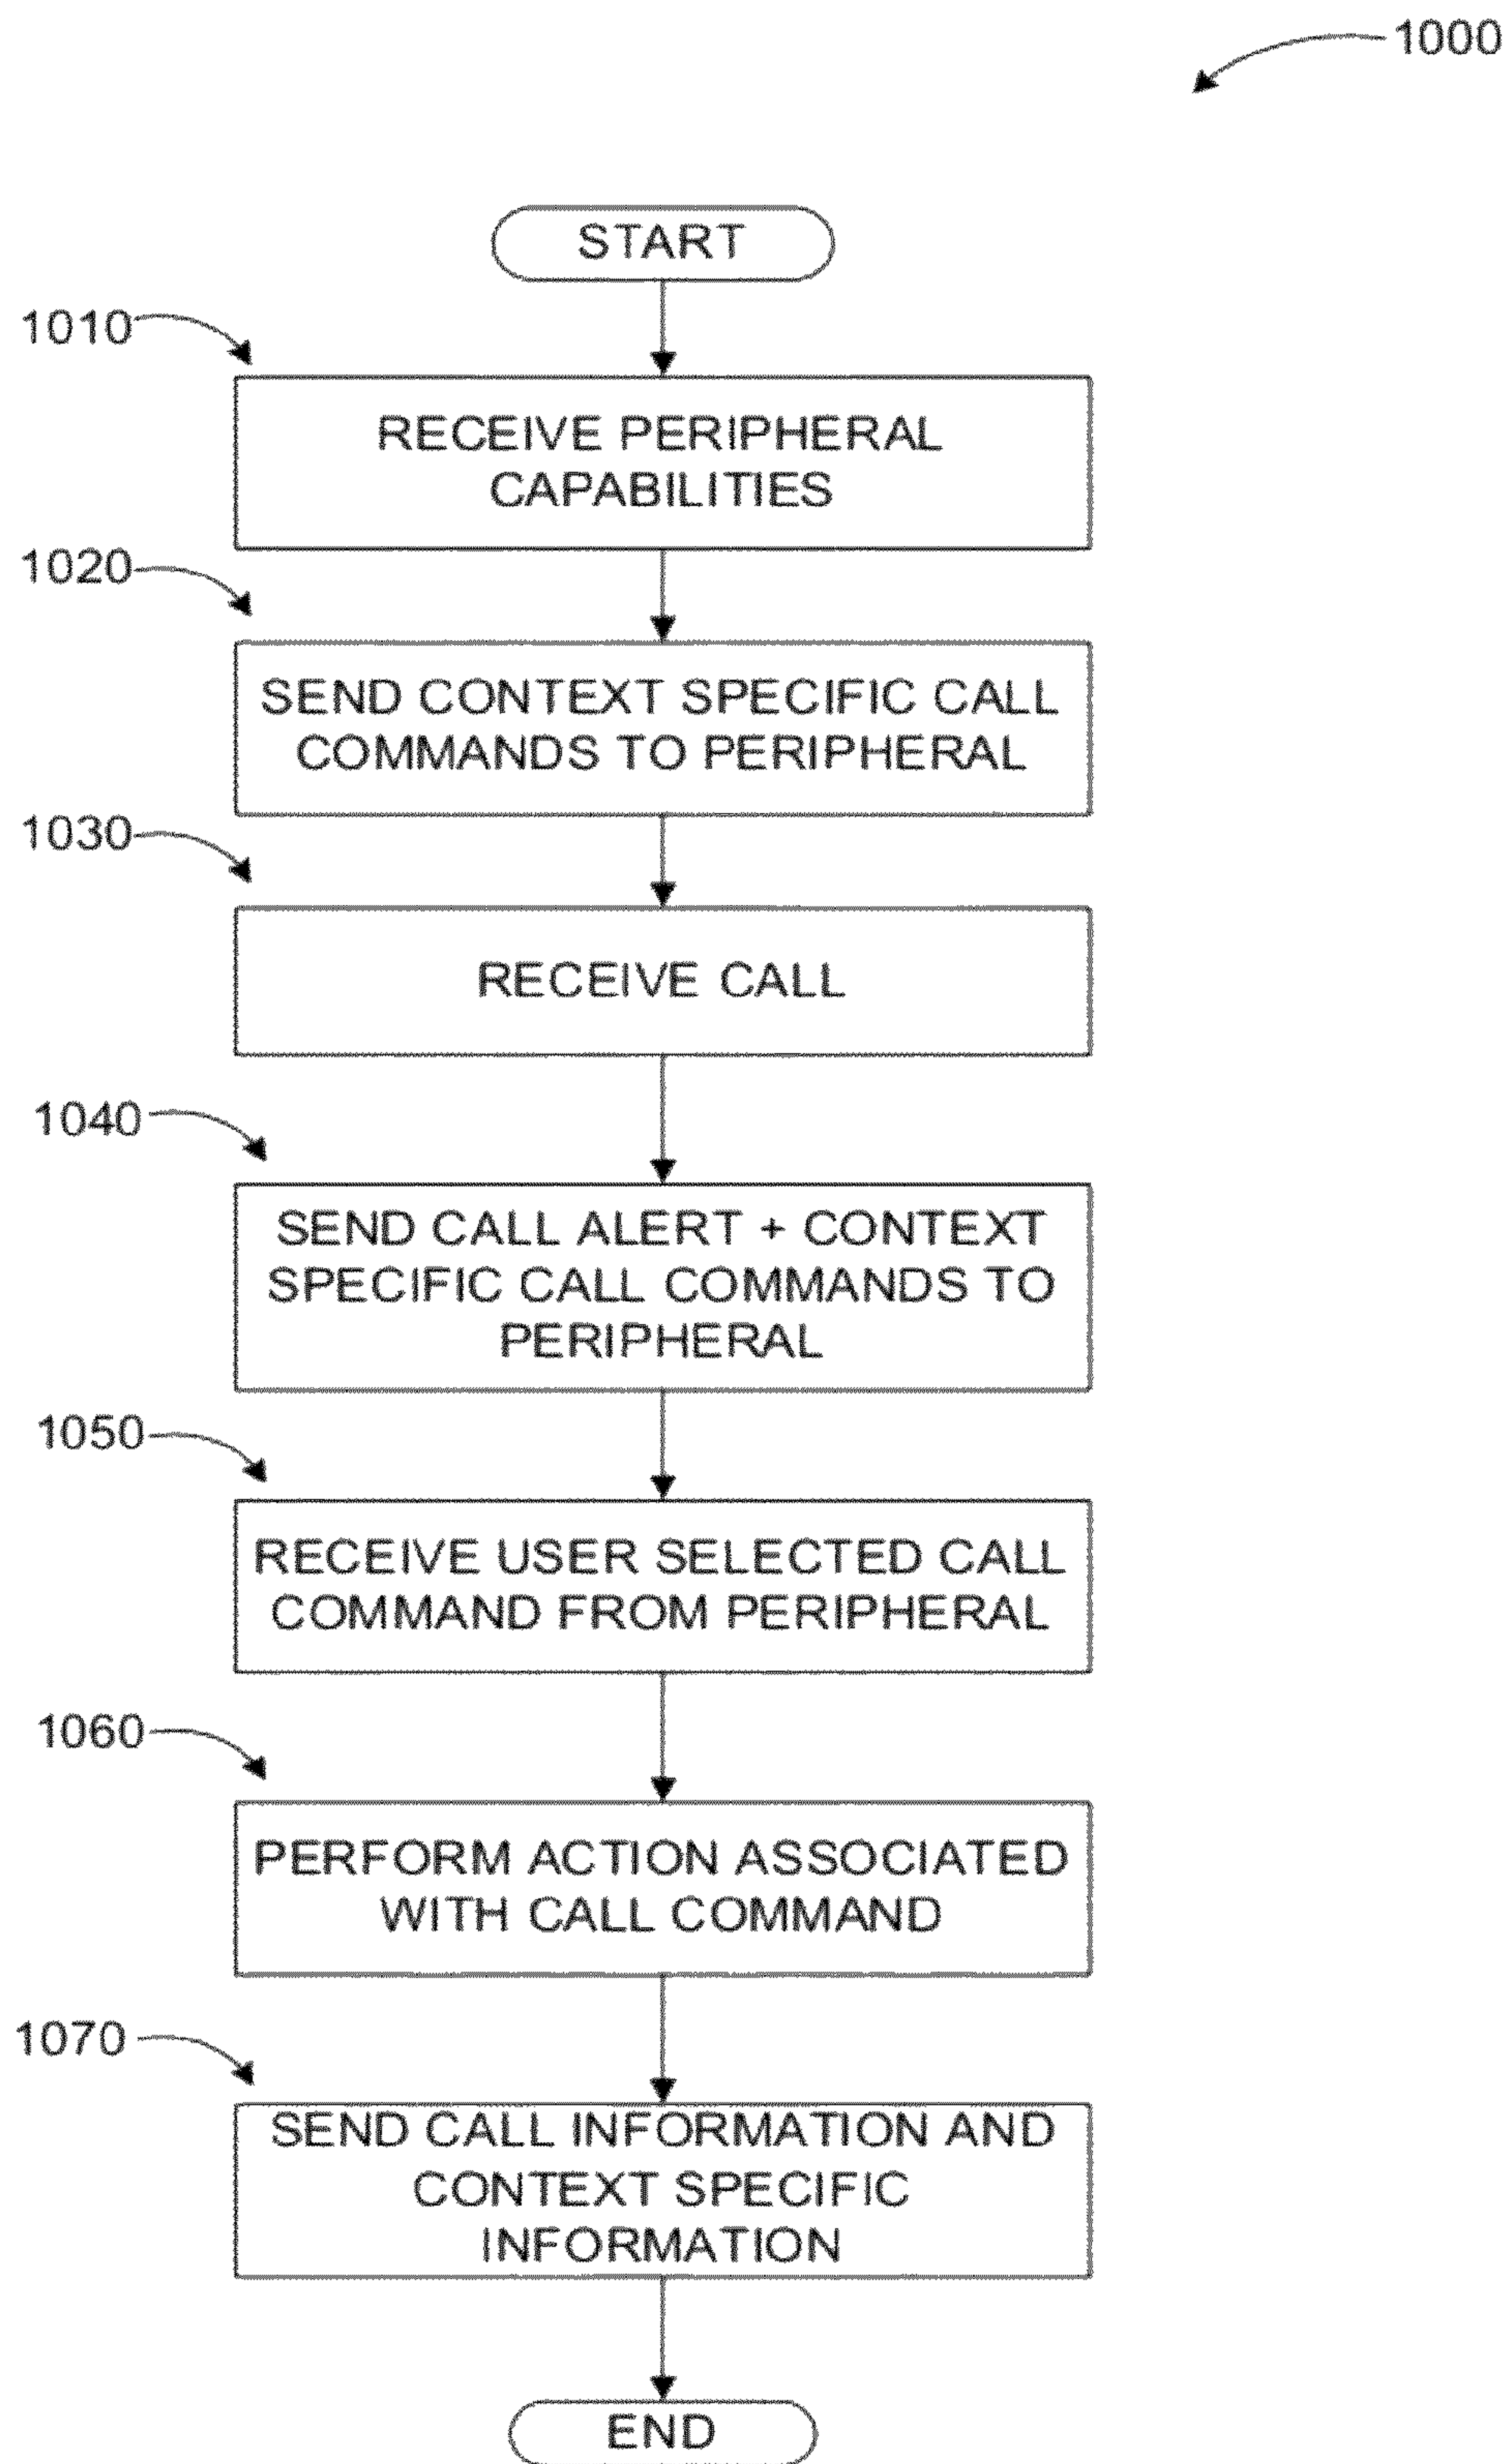 1000
START
1010
RECEIVE PERIPHERAL
CAPABILITIES
1020
SEND CONTEXT SPECIFIC CALL
COMMANDS TO PERIPHERAL
1030
RECEIVE CALL
1040
SEND CALL ALERT + CONTEXT
SPECIFIC CALL COMMANDS TO
PERIPHERAL
1050
RECEIVE USER SELECTED CALL
COMMAND FROM PERIPHERAL
1060
PERFORM ACTION ASSOCIATED
WITH CALL COMMAND
1070
SEND CALL INFORMATION AND
CONTEXT SPECIFIC
INFORMATION
END